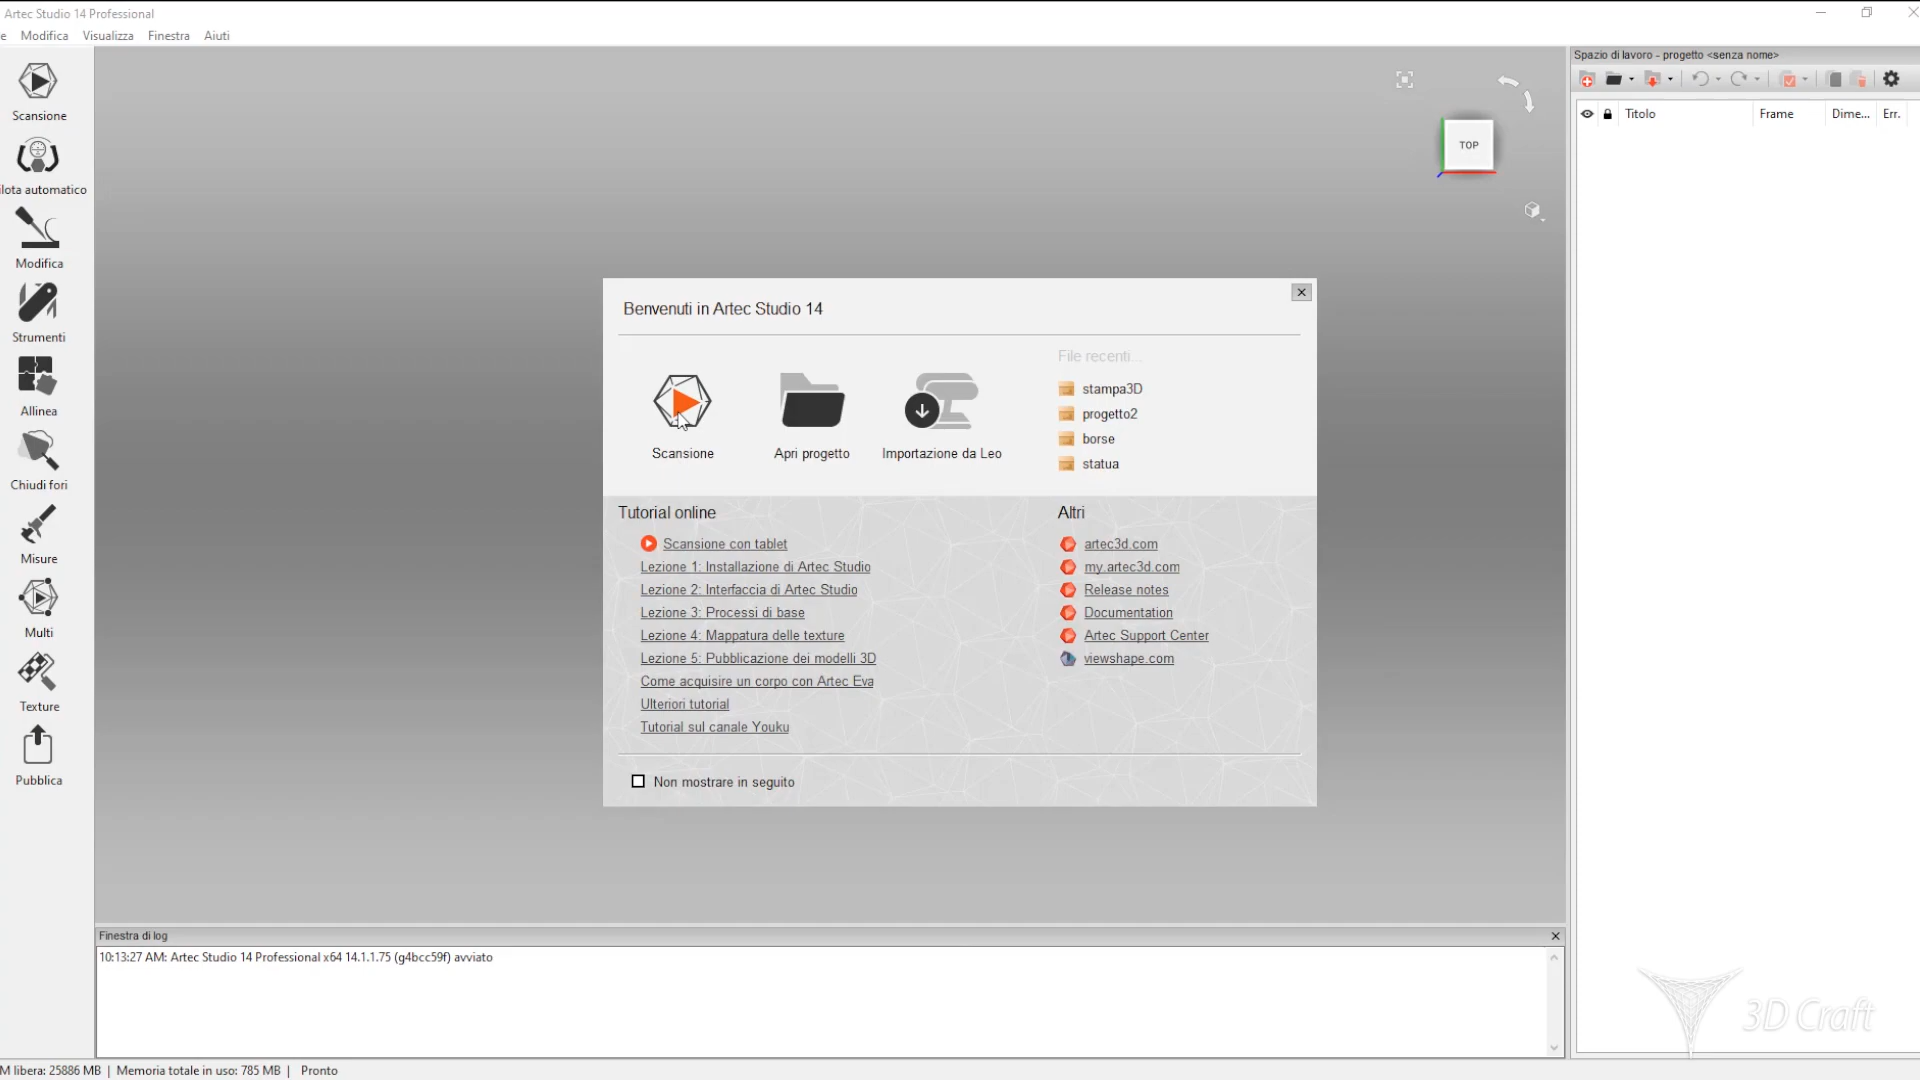 Artec Studio 14 Professional
e Modifica Visualizza Finestra Aiuti
Scansione
ilota automatico
Modifica
Strumenti
Allinea
Chiudi fori
Misure
Multi
Texture
Pubblica
TOP
Spazio di lavoro - progetto <senza nome>
Titolo Frame Dime... Err.
Benvenuti in Artec Studio 14
Scansione
Apri progetto
Importazione da Leo
File recenti...
stampa3D
progetto2
borse
statua
Tutorial online
Scansione con tablet
Lezione 1: Installazione di Artec Studio
Lezione 2: Interfaccia di Artec Studio
Lezione 3: Processi di base
Lezione 4: Mappatura delle texture
Lezione 5: Pubblicazione dei modelli 3D
Come acquisire un corpo con Artec Eva
Ulteriori tutorial
Tutorial sul canale Youku
Altri
artec3d.com
my.artec3d.com
Release notes
Documentation
Artec Support Center
viewshape.com
Non mostrare in seguito
Finestra di log
10:13:27 AM: Artec Studio 14 Professional x64 14.1.1.75 (g4bcc59f) avviato
3D Craft
M libera: 25886 MB | Memoria totale in uso: 785 MB | Pronto